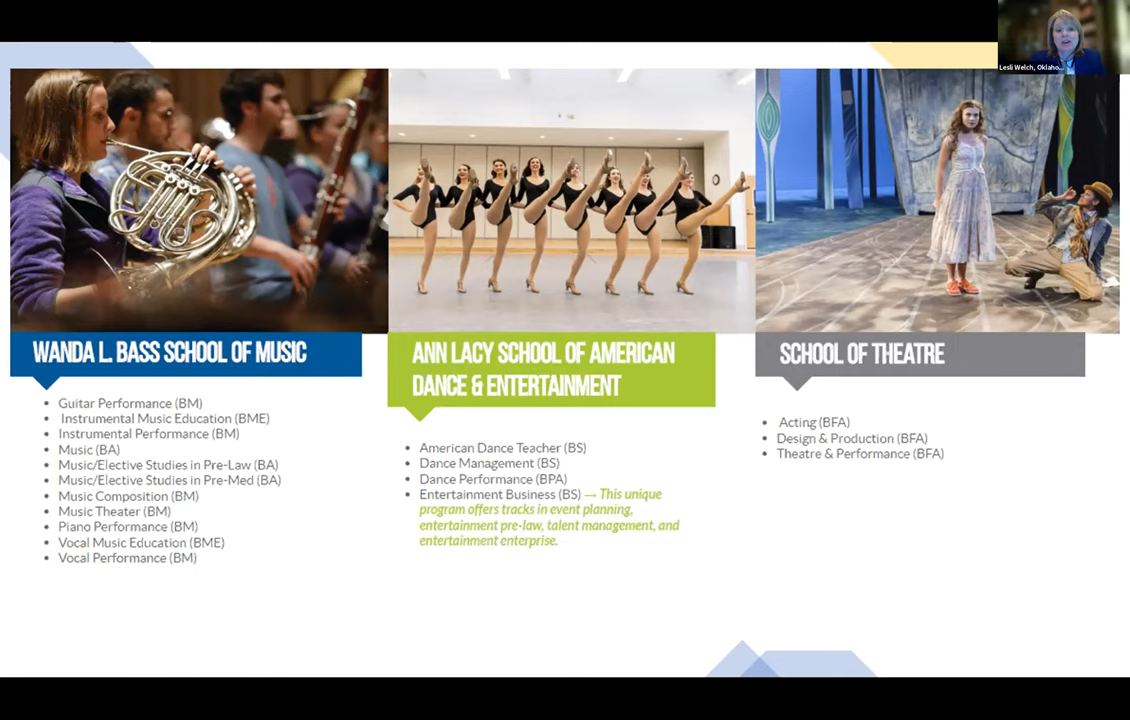 Lesli Welch, Oklaho...
WANDA L. BASS SCHOOL OF MUSIC
Guitar Performance (BM)
Instrumental Music Education (BME)
Instrumental Performance (BM)
Music (BA)
Music/Elective Studies in Pre-Law (BA)
Music/Elective Studies in Pre-Med (BA)
Music Composition (BM)
Music Theater (BM)
Piano Performance (BM)
Vocal Music Education (BME)
Vocal Performance (BM)
ANN LACY SCHOOL OF AMERICAN
DANCE & ENTERTAINMENT
American Dance Teacher (BS)
Dance Management (BS)
Dance Performance (BPA)
Entertainment Business (BS) → This unique
program offers tracks in event planning,
entertainment pre-law, talent management, and
entertainment enterprise.
SCHOOL OF THEATRE
Acting (BFA)
Design & Production (BFA)
Theatre & Performance (BFA)